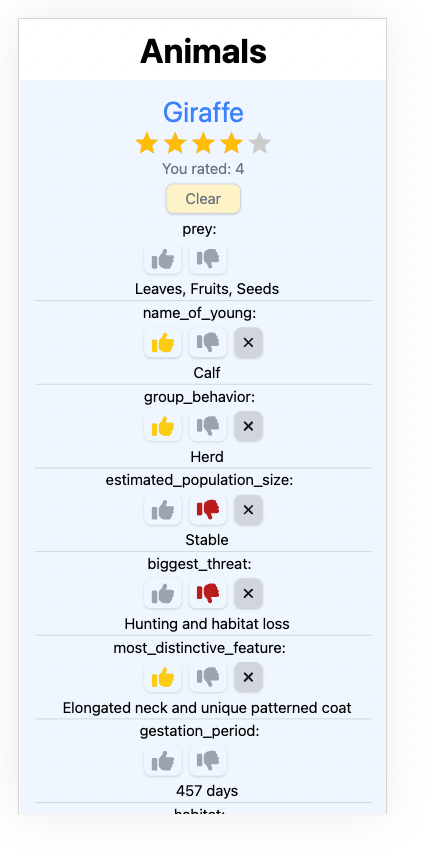 Animals
Giraffe
You rated: 4
Clear
prey:
Leaves, Fruits, Seeds
name_of_young:
Calf
group_behavior:
Herd
estimated_population_size:
Stable
biggest_threat:
Hunting and habitat loss
most_distinctive_feature:
Elongated neck and unique patterned coat
gestation_period:
457 days
habitat: